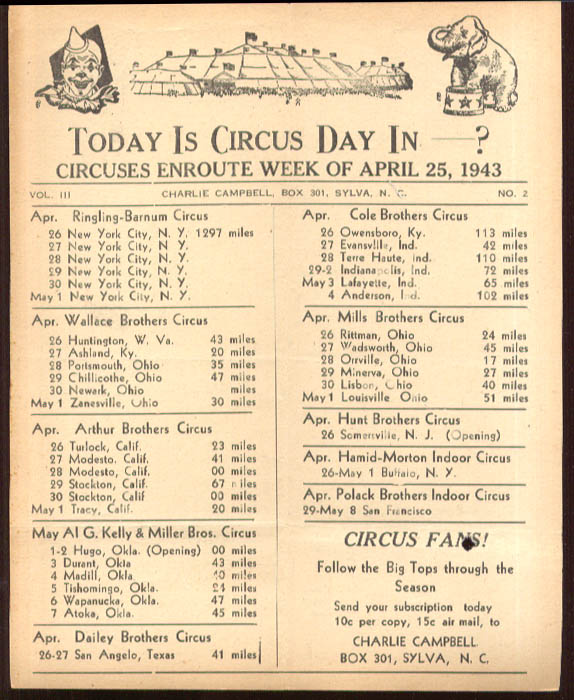 TODAY IS CIRCUS DAY IN —?
CIRCUSES ENROUTE WEEK OF APRIL 25, 1943
VOL. III CHARLIE CAMPBELL, BOX 301, SYLVA, N. C. NO. 2
Apr. Ringling-Barnum Circus
26 New York City, N. Y. 1297 miles
27 New York City, N. Y.
28 New York City, N. Y.
29 New York City, N. Y.
30 New York City, N. Y.
May 1 New York City, N. Y.
Apr. Wallace Brothers Circus
26 Huntington, W. Va. 43 miles
27 Ashland, Ky. 20 miles
28 Portsmouth, Ohio 35 miles
29 Chillicothe, Ohio 47 miles
30 Newark, Ohio miles
May 1 Zanesville, Ohio 30 miles
Apr. Arthur Brothers Circus
26 Turlock, Calif. 23 miles
27 Modesto. Calif. 41 miles
28 Modesto, Calif. 00 miles
29 Stockton, Calif. 67 miles
30 Stockton, Calif 00 miles
May 1 Tracy, Calif. 20 miles
May Al G. Kelly & Miller Bros. Circus
1-2 Hugo, Okla. (Opening) 00 miles
3 Durant, Okla 43 miles
4 Madill, Okla miles
5 Tishomingo, Okla. miles
6 Wapanucka, Okla. 47 miles
7 Atoka, Okla. 45 miles
Apr. Dailey Brothers Circus
26-27 San Angelo, Texas 41 miles
Apr. Cole Brothers Circus
26 Owensboro, Ky. 113 miles
27 Evansville, Ind. 42 miles
28 Terre Haute, Ind. 110 miles
29-2 Indianapolis, Ind. 72 miles
May 3 Lafayette, Ind. 65 miles
4 Anderson, Ind. 102 miles
Apr. Mills Brothers Circus
26 Rittman, Ohio 24 miles
27 Wadsworth, Ohio 45 miles
28 Orrville, Ohio 17 miles
29 Minerva, Ohio 27 miles
30 Lisbon, Ohio 40 miles
May 1 Louisville Ohio 51 miles
Apr. Hunt Brothers Circus
26 Somersville, N. J. (Opening)
Apr. Hamid-Morton Indoor Circus
26-May 1 Buffalo, N. Y.
Apr. Polack Brothers Indoor Circus
29-May 8 San Francisco
CIRCUS FANS!
Follow the Big Tops through the
Season
Send your subscription today
10c per copy, 15c air mail, to
CHARLIE CAMPBELL
BOX 301, SYLVA, N. C.